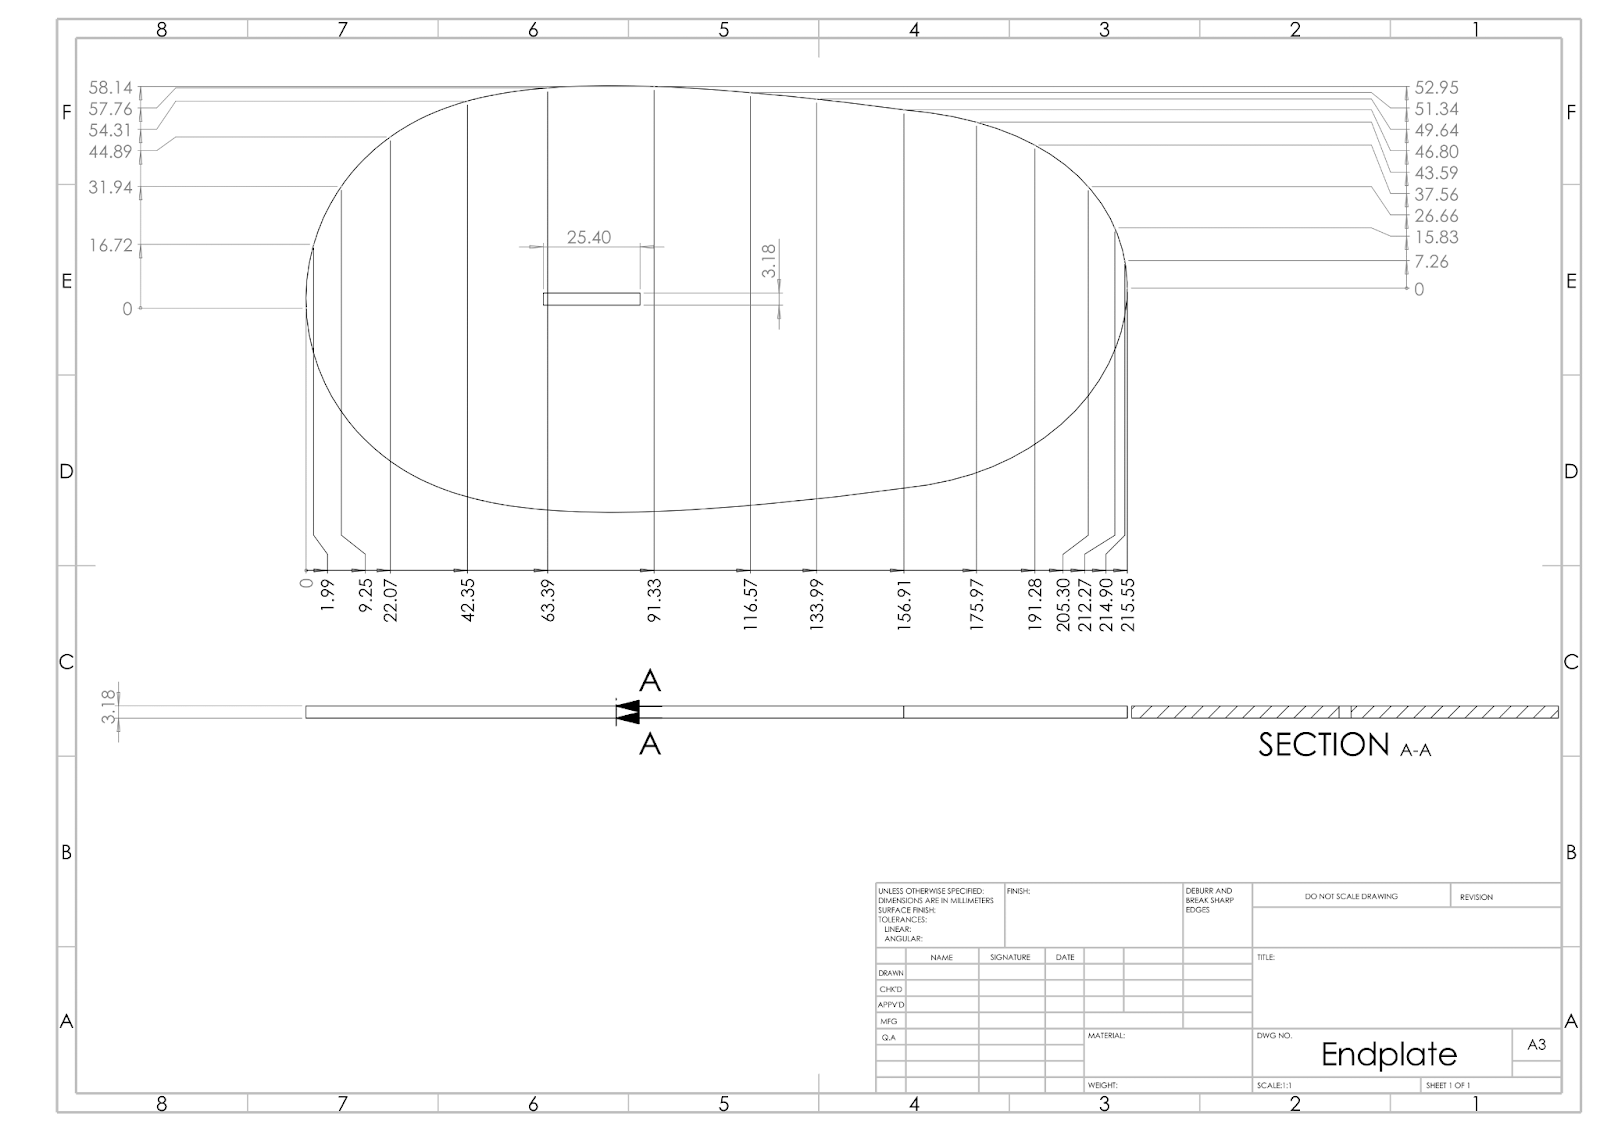 8 7 6 5 4 3 2 1
F F
58.14
57.76
54.31
44.89
31.94
16.72
0
52.95
51.34
49.64
46.80
43.59
37.56
26.66
15.83
7.26
0
25.40
3.18
E E
D D
0 1.99 9.25 22.07 42.35 63.39 91.33 116.57 133.99 156.91 175.97 191.28 205.30 212.27 214.90 215.55
C C
A
3.18
A
SECTION A-A
B B
UNLESS OTHERWISE SPECIFIED:
DIMENSIONS ARE IN MILLIMETERS
SURFACE FINISH:
TOLERANCES:
LINEAR:
ANGULAR:
FINISH:
DEBURR AND
BREAK SHARP
EDGES
DO NOT SCALE DRAWING
REVISION
NAME SIGNATURE DATE
TITLE:
DRAWN
CHK'D
APPV'D
MFG
Q.A
MATERIAL:
DWG NO.
Endplate
A3
WEIGHT:
SCALE:1:1
SHEET 1 OF 1
A A
8 7 6 5 4 3 2 1